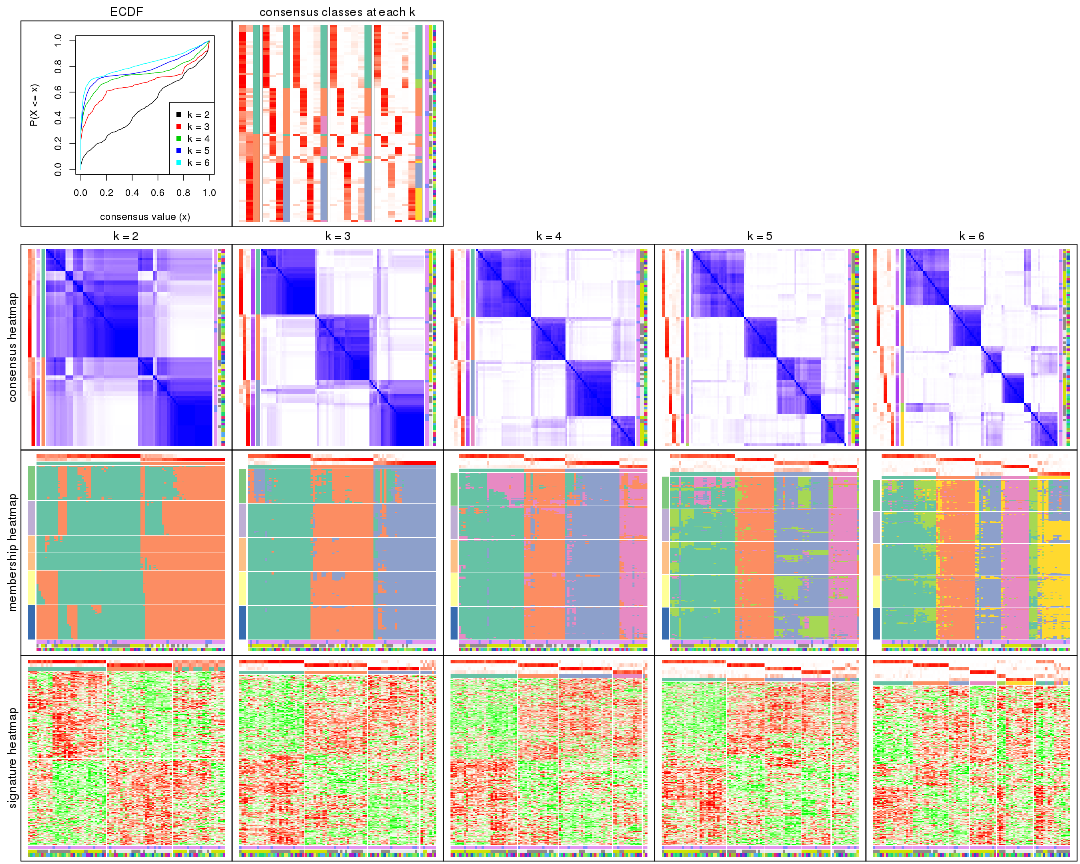 ECDF
consensus classes at each k
P(X <= x)
0.0 0.2 0.4 0.6 0.8 1.0
k = 2
k = 3
k = 4
k = 5
k = 6
0.0 0.2 0.4 0.6 0.8 1.0
consensus value (x)
k = 2
k = 3
k = 4
k = 5
k = 6
consensus heatmap
membership heatmap
signature heatmap